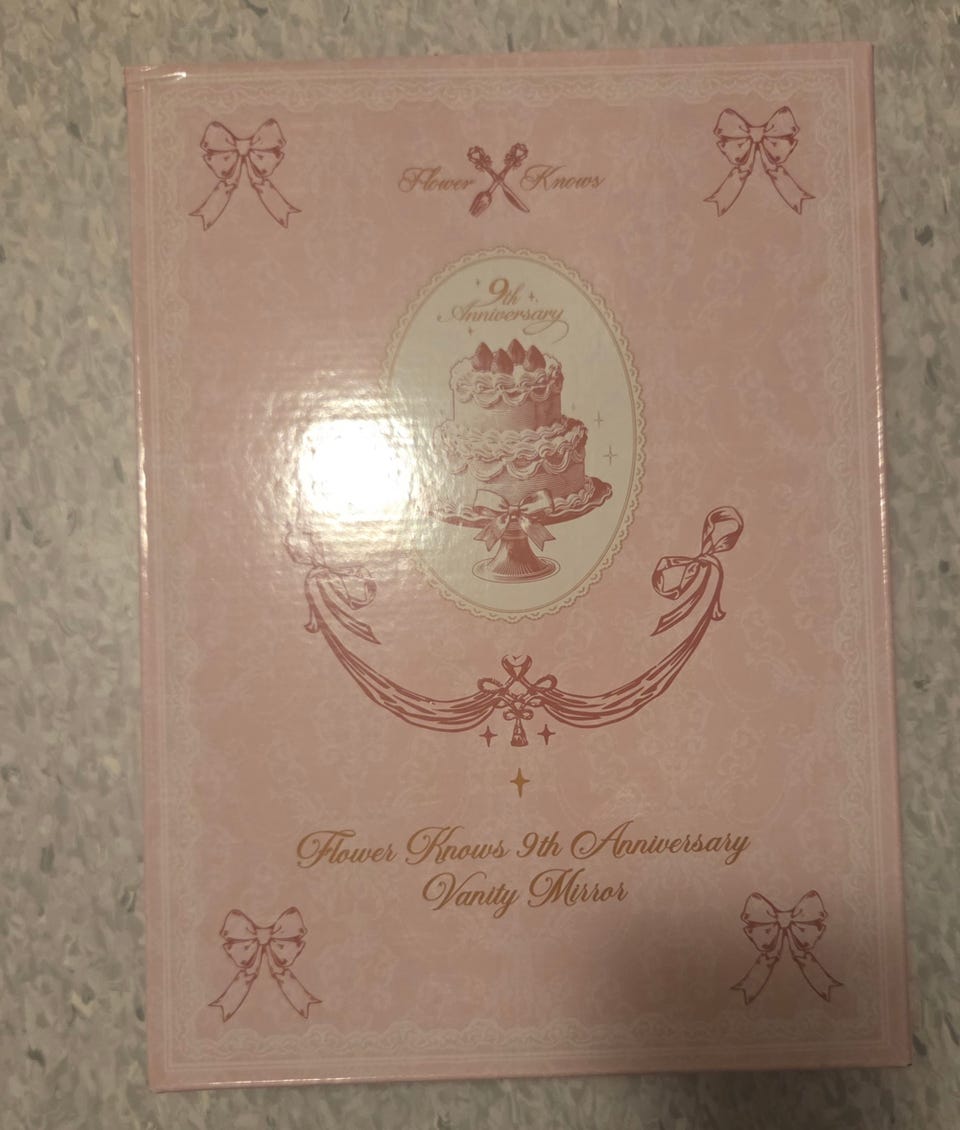 Flower Knows
9th
Anniversary
Flower Knows 9th Anniversary
Vanity Mirror